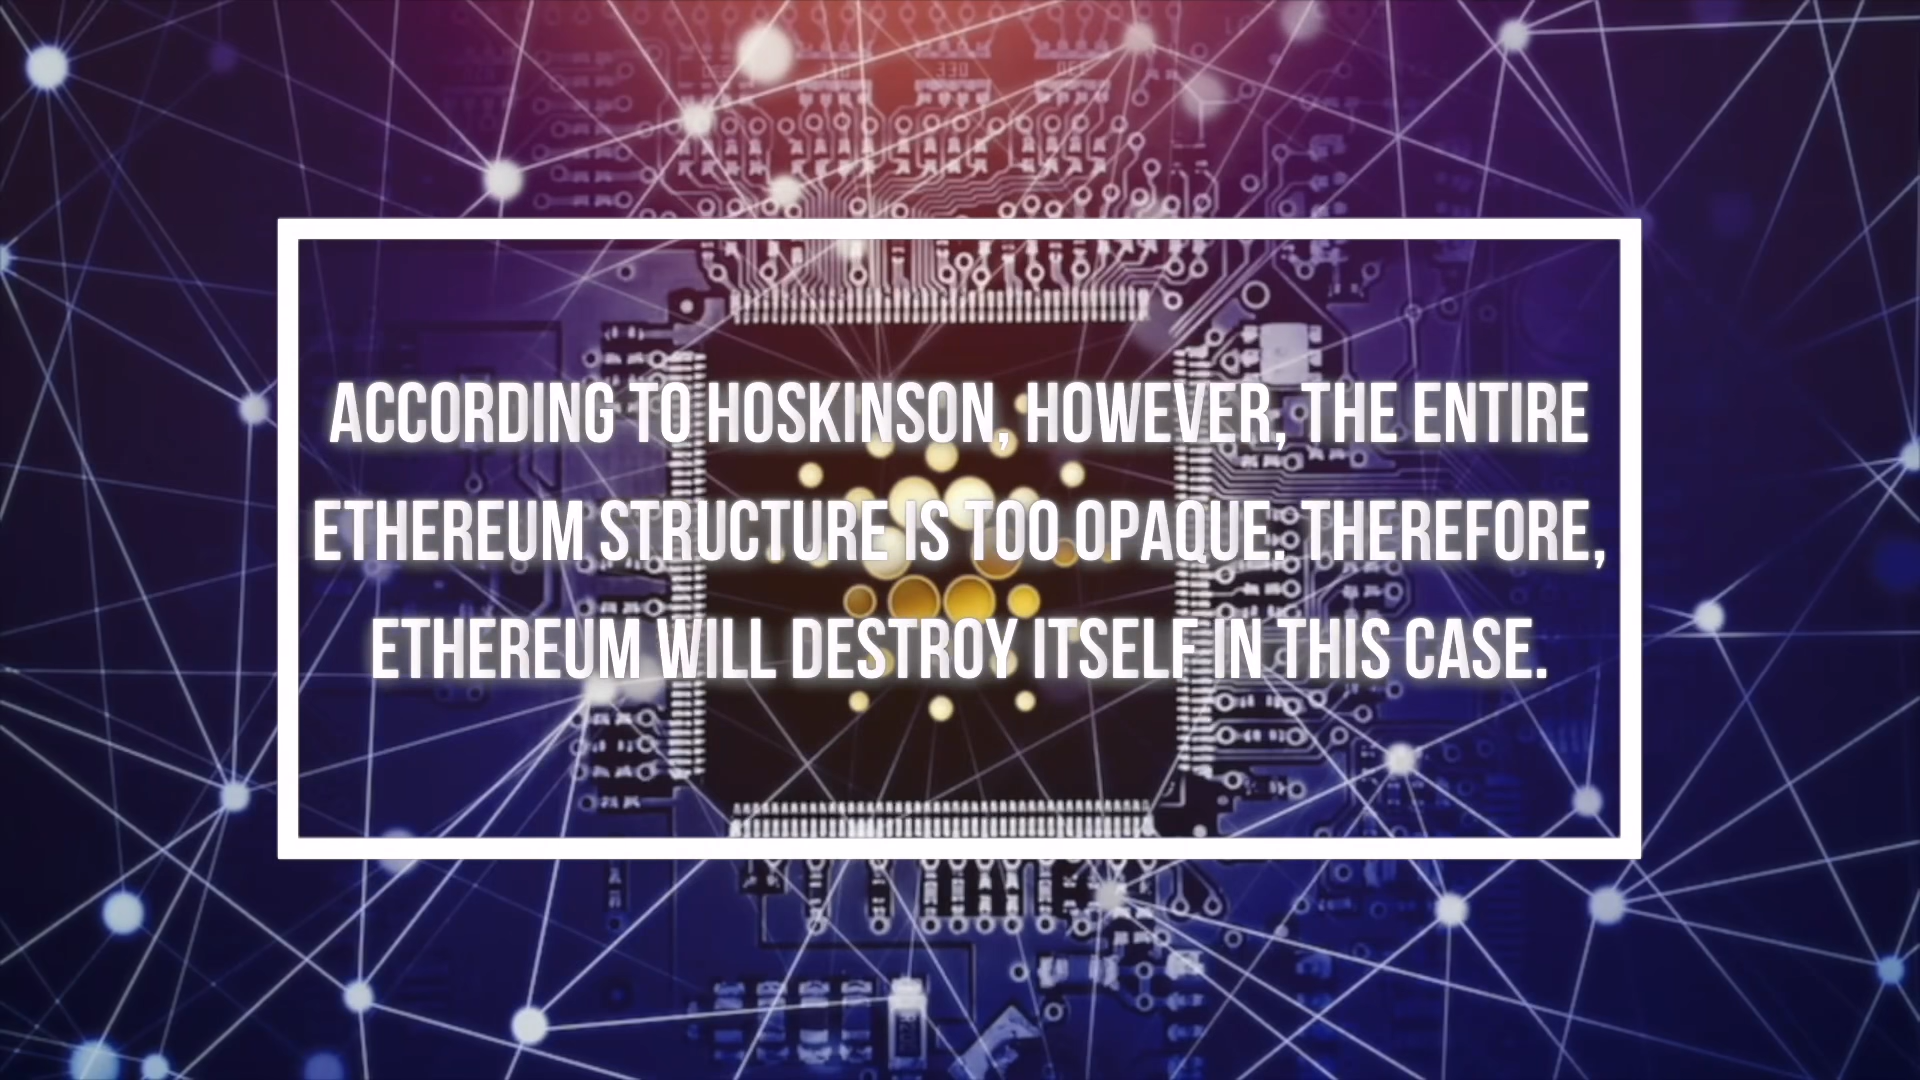 ACCORDING TO HOSKINSON, HOWEVER, THE ENTIRE
ETHEREUM STRUCTURE IS TOO OPAQUE. THEREFORE,
ETHEREUM WILL DESTROY ITSELF IN THIS CASE.